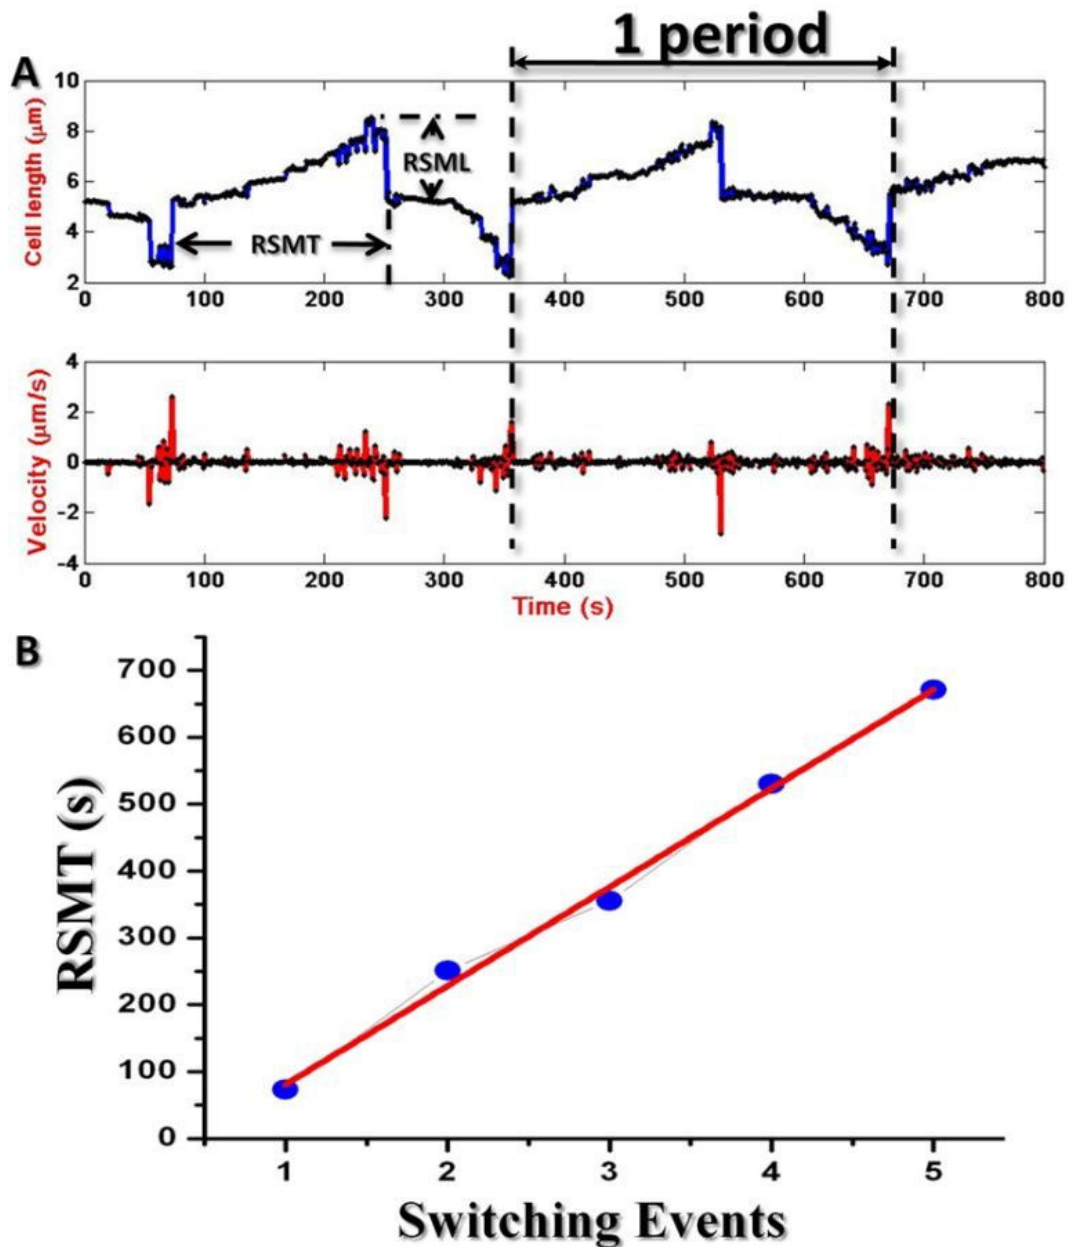 1 period
A
10
8
6
4
2
Cell length (μm)
RSML
RSMT
0 100 200 300 400 500 600 700 800
4
2
0
-2
-4
Velocity (μm/s)
0 100 200 300 400 500 600 700 800
Time (s)
B
700
600
500
400
300
200
100
0
RSMT (s)
1 2 3 4 5
Switching Events